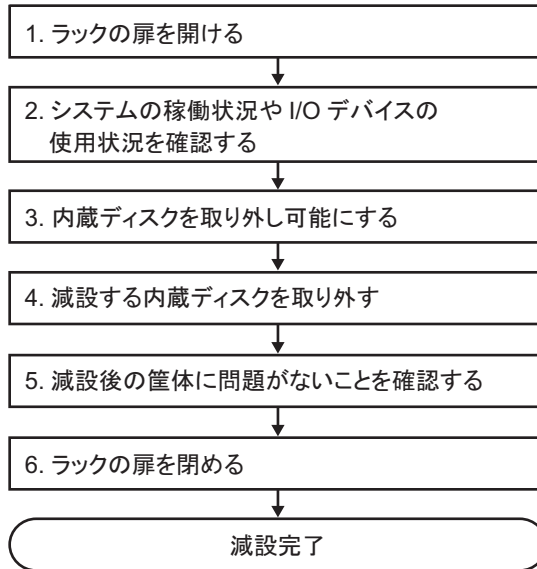 1. ラックの扉を開ける
2. システムの稼働状況や I/O デバイスの
使用状況を確認する
3. 内蔵ディスクを取り外し可能にする
4. 減設する内蔵ディスクを取り外す
5. 減設後の筐体に問題がないことを確認する
6. ラックの扉を閉める
減設完了